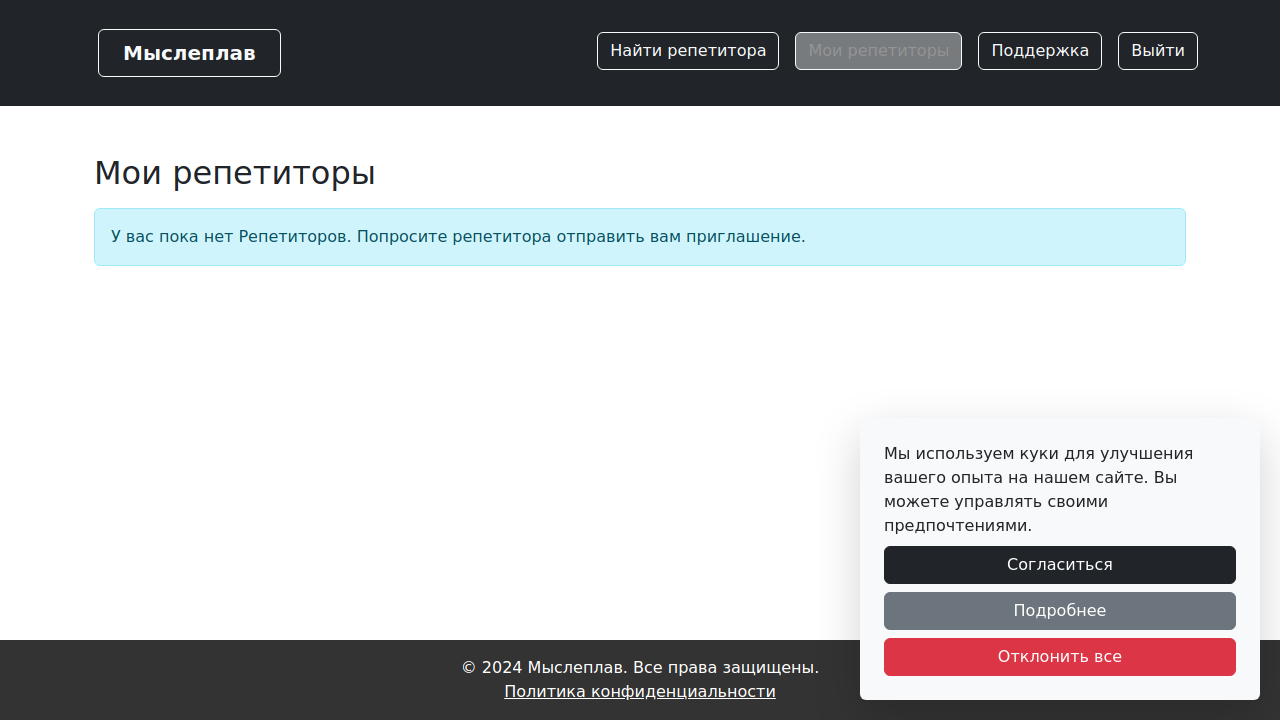 Мыслеплав
Найти репетитора
Мои репетиторы
Поддержка
Выйти
Мои репетиторы
У вас пока нет Репетиторов. Попросите репетитора отправить вам приглашение.
Мы используем куки для улучшения
вашего опыта на нашем сайте. Вы
можете управлять своими
предпочтениями.
Согласиться
Подробнее
Отклонить все
© 2024 Мыслеплав. Все права защищены.
Политика конфиденциальности